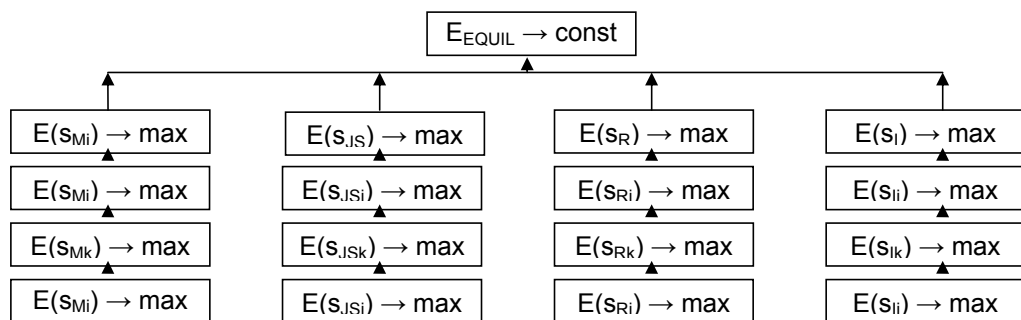 E_EQUIL → const
E(s_Mi) → max E(s_JS) → max E(s_R) → max E(s_I) → max
E(s_Mi) → max E(s_JSi) → max E(s_Ri) → max E(s_Ii) → max
E(s_Mk) → max E(s_JSk) → max E(s_Rk) → max E(s_Ik) → max
E(s_Mi) → max E(s_JSi) → max E(s_Ri) → max E(s_Ii) → max